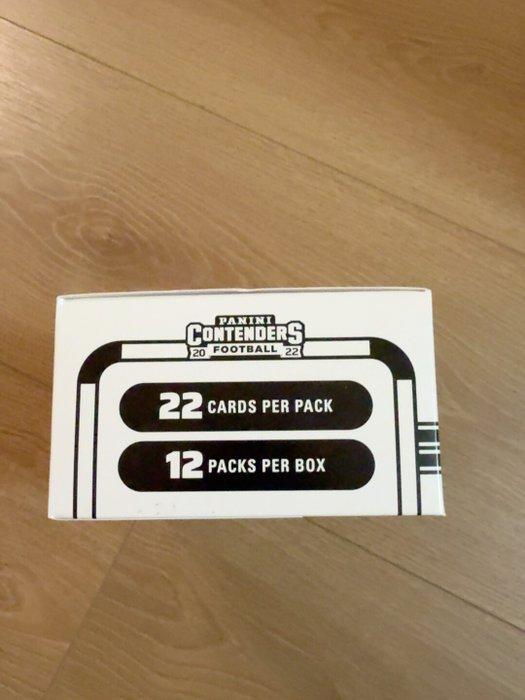 PANINI
CONTENDERS
20 FOOTBALL 22
22 CARDS PER PACK
12 PACKS PER BOX